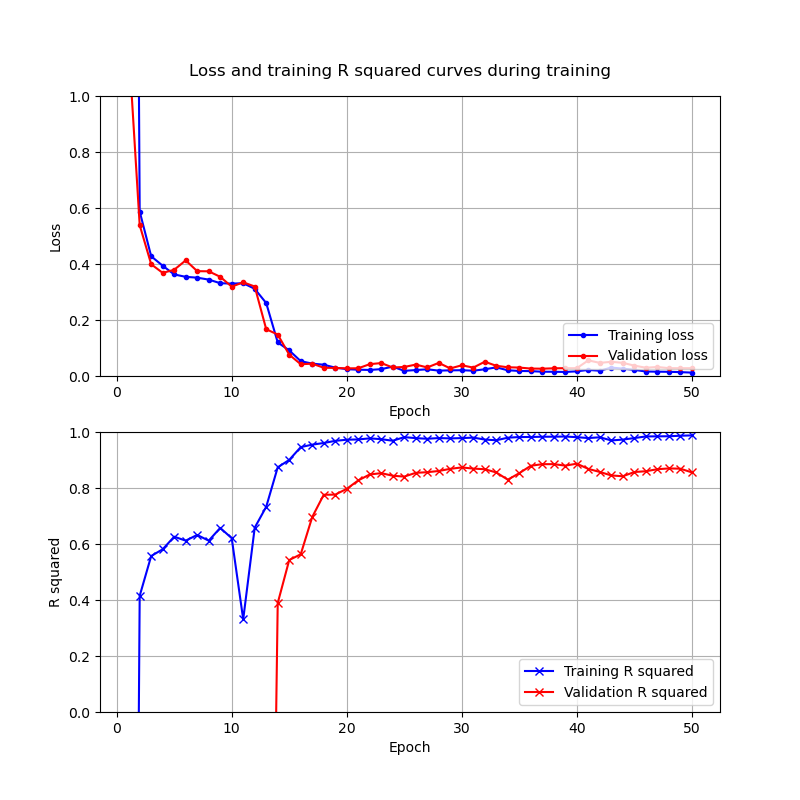 Loss and training R squared curves during training
1.0
0.8
0.6
0.4
0.2
0.0
Loss
Training loss
Validation loss
0 10 20 30 40 50
Epoch
1.0
0.8
0.6
0.4
0.2
0.0
R squared
Training R squared
Validation R squared
0 10 20 30 40 50
Epoch